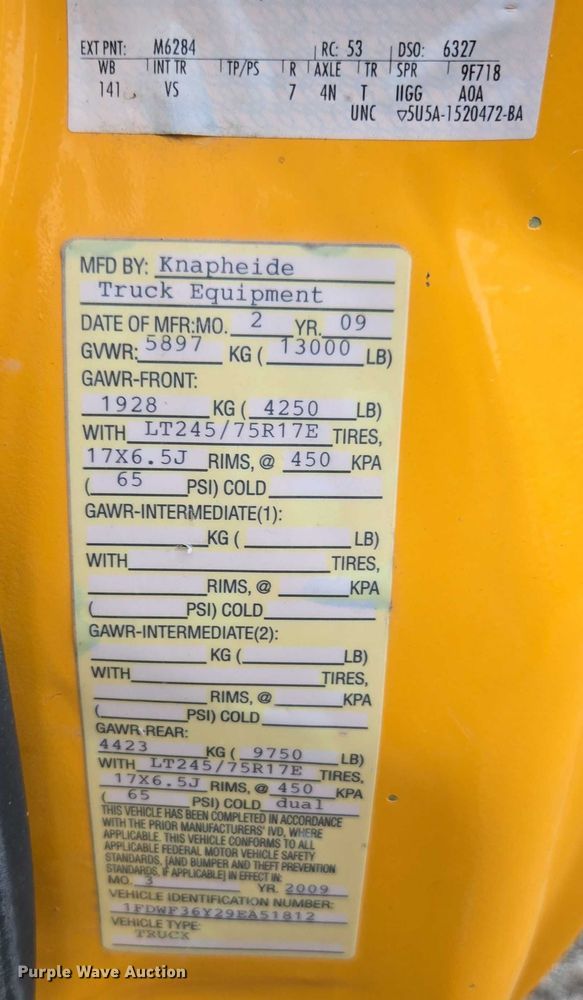 EXT PNT: M6284 RC: 53 DSO: 6327
WB INT TR TP/PS R AXLE TR SPR 9F718
141 VS 7 4N T IIGG A0A
UNC ▽5U5A-1520472-BA
MFD BY: Knapheide
Truck Equipment
DATE OF MFR:MO. 2 YR. 09
GVWR: 5897 KG ( 13000 LB)
GAWR-FRONT:
1928 KG ( 4250 LB)
WITH LT245/75R17E TIRES,
17X6.5J RIMS, @ 450 KPA
( 65 PSI) COLD
GAWR-INTERMEDIATE(1):
KG ( LB)
WITH TIRES,
RIMS, @ KPA
( PSI) COLD
GAWR-INTERMEDIATE(2):
KG ( LB)
WITH TIRES,
RIMS, @ KPA
( PSI) COLD
GAWR-REAR:
4423 KG ( 9750 LB)
WITH LT245/75R17E TIRES,
17X6.5J RIMS, @ 450 KPA
( 65 PSI) COLD dual
THIS VEHICLE HAS BEEN COMPLETED IN ACCORDANCE
WITH THE PRIOR MANUFACTURERS' IVD, WHERE
APPLICABLE. THIS VEHICLE CONFORMS TO ALL
APPLICABLE FEDERAL MOTOR VEHICLE SAFETY
STANDARDS, [AND BUMPER AND THEFT PREVENTION
STANDARDS, IF APPLICABLE] IN EFFECT IN:
MO. 3 YR. 2009
VEHICLE IDENTIFICATION NUMBER:
1FDWF36Y29EA51812
VEHICLE TYPE:
TRUCK
Purple Wave Auction